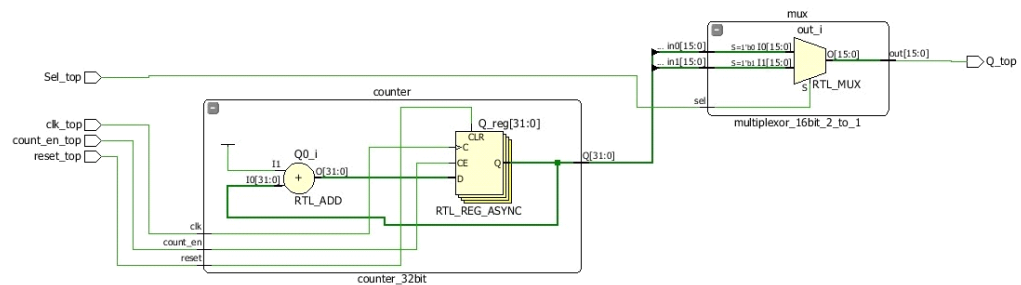 mux
out_i
... in0[15:0]
S=1'b0 I0[15:0]
... in1[15:0]
S=1'b1 I1[15:0]
O[15:0]
out[15:0]
Q_top
S
RTL_MUX
sel
multiplexor_16bit_2_to_1
Sel_top
clk_top
count_en_top
reset_top
counter
Q_reg[31:0]
CLR
C
CE
D
Q
Q[31:0]
RTL_REG_ASYNC
Q0_i
I1
I0[31:0]
+
O[31:0]
RTL_ADD
clk
count_en
reset
counter_32bit